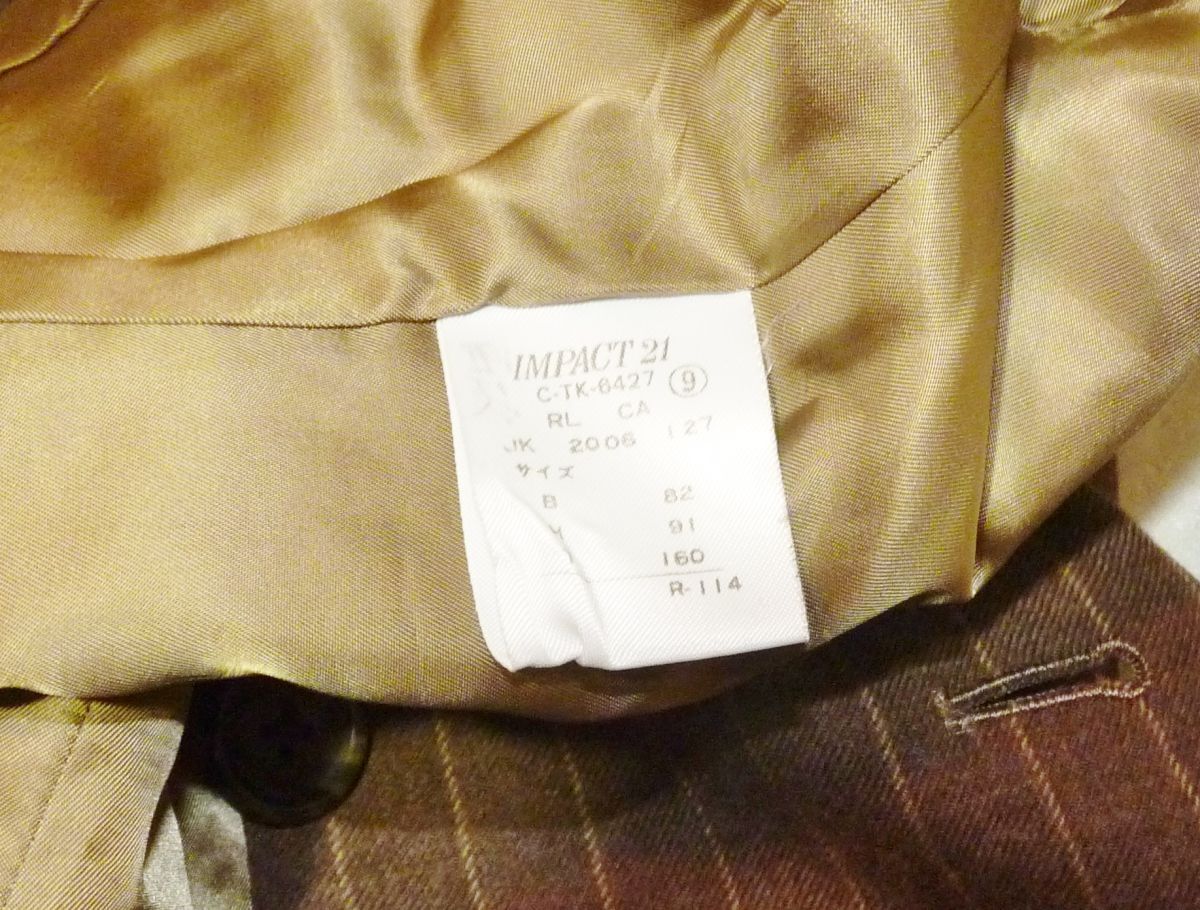 IMPACT 21
C-TK-6427 ⑨
RL CA
JK 2006 127
サイズ
B 82
91
160
R-114